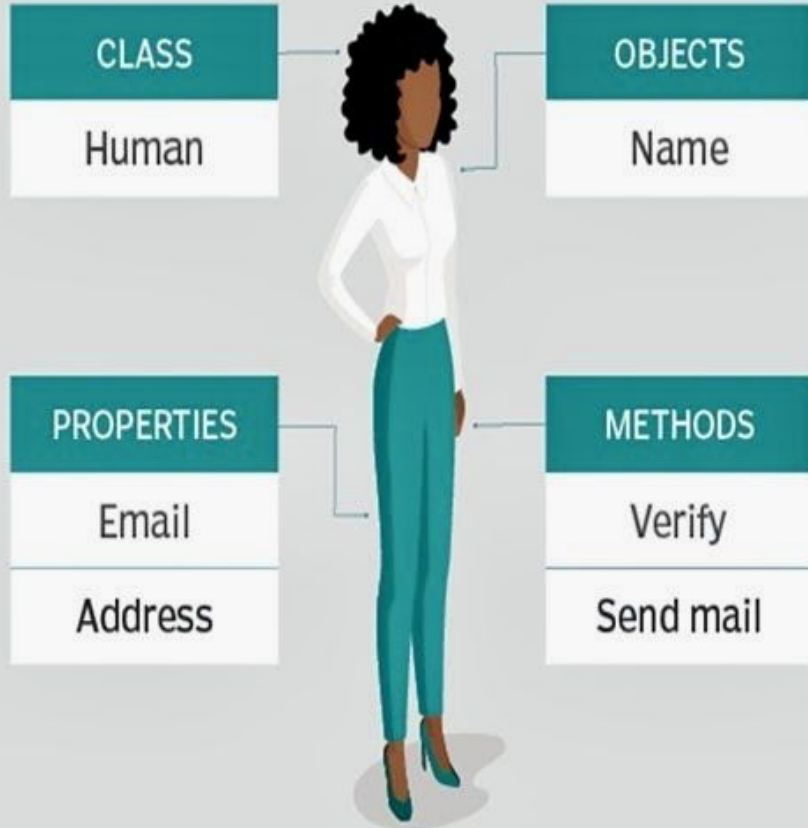 CLASS
Human
OBJECTS
Name
PROPERTIES
Email
Address
METHODS
Verify
Send mail